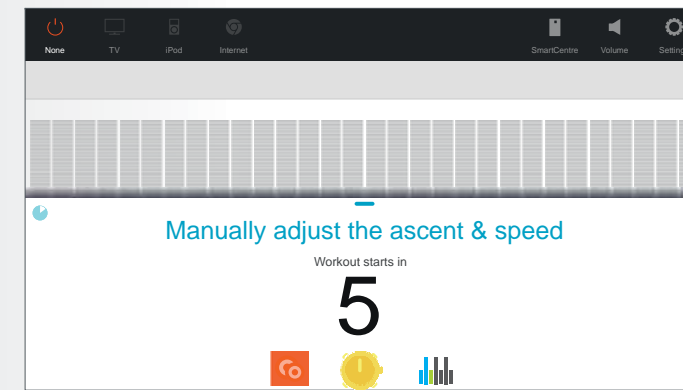 None TV iPod Internet SmartCentre Volume Setting
Manually adjust the ascent & speed
Workout starts in
5